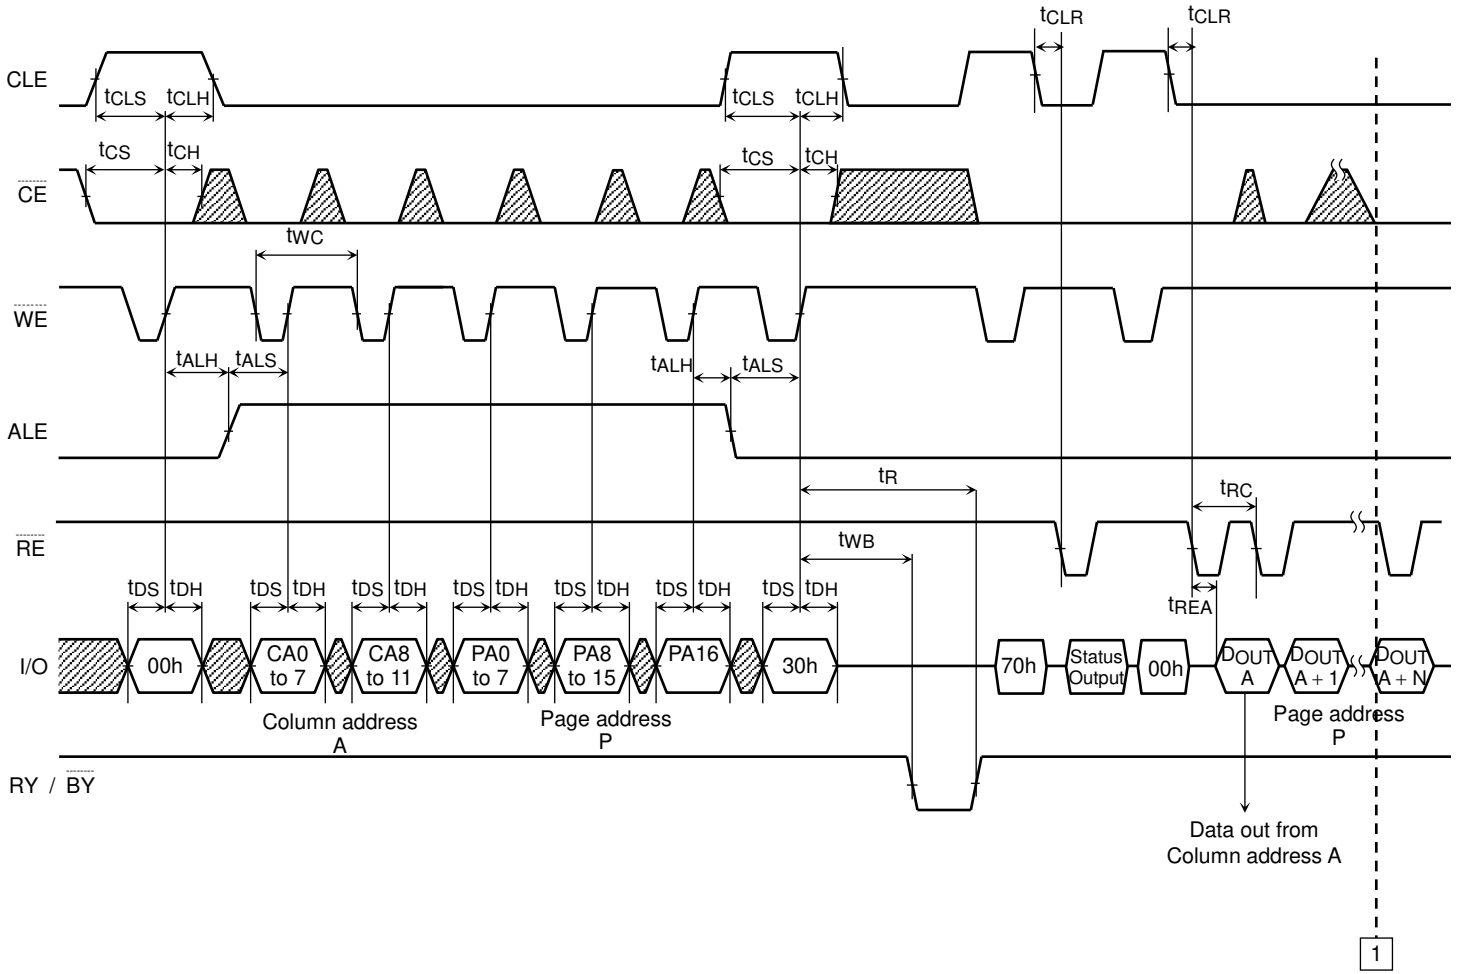 tCLR tCLR
CLE
tCLS tCLH tCLS tCLH
tCS tCH tCS tCH
CE
tWC
WE
tALH tALS tALH tALS
ALE
tR
tRC
RE
tWB
tDS tDH tDS tDH tDS tDH tDS tDH tDS tDH tDS tDH tDS tDH
tREA
I/O
00h
CA0
to 7
CA8
to 11
PA0
to 7
PA8
to 15
PA16
30h
70h
Status
Output
00h
DOUT
A
DOUT
A + 1
DOUT
A + N
Column address
A
Page address
P
Page address
P
RY / BY
Data out from
Column address A
1